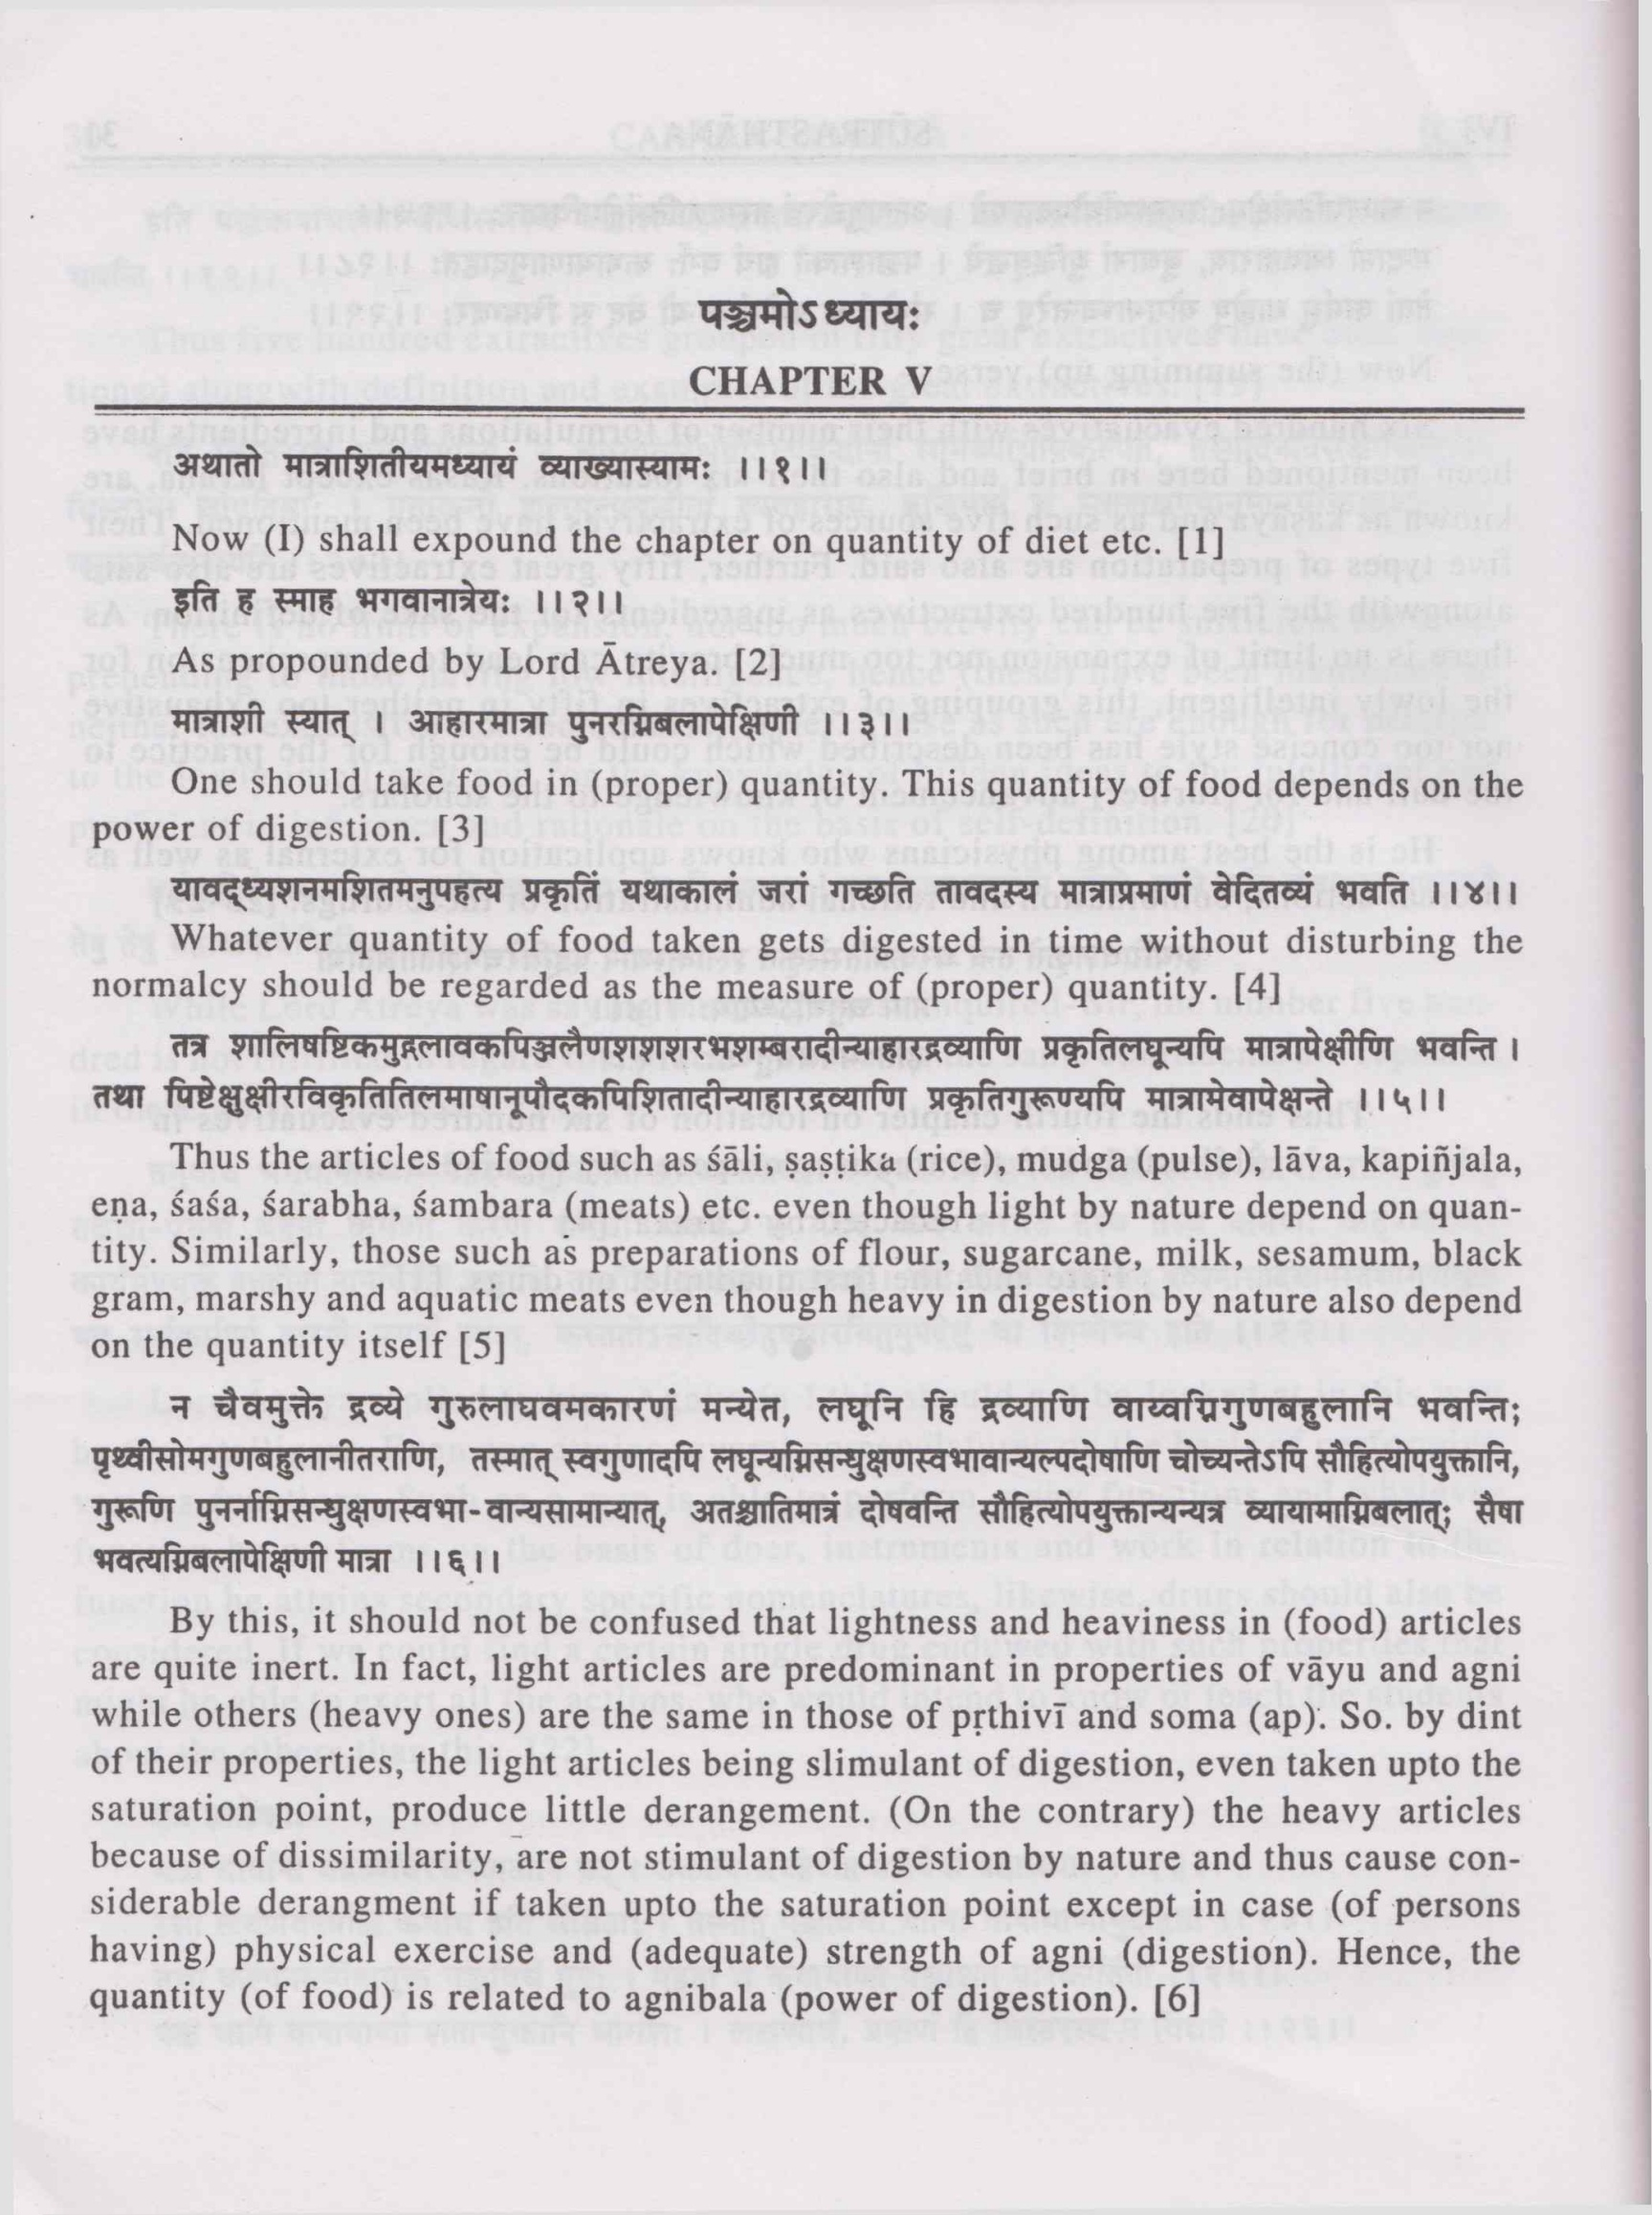 पञ्चमोऽध्यायः
CHAPTER V
अथातो मात्राशितीयमध्यायं व्याख्यास्यामः ।।१।।
Now (I) shall expound the chapter on quantity of diet etc. [1]
इति ह स्माह भगवानात्रेयः ।।२।।
As propounded by Lord Ātreya. [2]
मात्राशी स्यात् । आहारमात्रा पुनरग्निबलापेक्षिणी ।।३।।
One should take food in (proper) quantity. This quantity of food depends on the
power of digestion. [3]
यावद्ध्यशनमशितमनुपहत्य प्रकृतिं यथाकालं जरां गच्छति तावदस्य मात्राप्रमाणं वेदितव्यं भवति ।।४।।
Whatever quantity of food taken gets digested in time without disturbing the
normalcy should be regarded as the measure of (proper) quantity. [4]
तत्र शालिषष्टिकमुद्गलावकपिञ्जलैणशशशरभशम्बरादीन्याहारद्रव्याणि प्रकृतिलघून्यपि मात्रापेक्षीणि भवन्ति ।
तथा पिष्टेक्षुक्षीरविकृतितिलमाषानूपौदकपिशितादीन्याहारद्रव्याणि प्रकृतिगुरूण्यपि मात्रामेवापेक्षन्ते ।।५।।
Thus the articles of food such as śāli, ṣaṣṭika (rice), mudga (pulse), lāva, kapiñjala,
eṇa, śaśa, śarabha, śambara (meats) etc. even though light by nature depend on quan-
tity. Similarly, those such as preparations of flour, sugarcane, milk, sesamum, black
gram, marshy and aquatic meats even though heavy in digestion by nature also depend
on the quantity itself [5]
न चैवमुक्ते द्रव्ये गुरुलाघवमकारणं मन्येत, लघूनि हि द्रव्याणि वाय्वग्निगुणबहुलानि भवन्ति;
पृथ्वीसोमगुणबहुलानीतराणि, तस्मात् स्वगुणादपि लघून्यग्निसन्धुक्षणस्वभावान्यल्पदोषाणि चोच्यन्तेऽपि सौहित्योपयुक्तानि,
गुरूणि पुनर्नाग्निसन्धुक्षणस्वभा-वान्यसामान्यात्, अतश्चातिमात्रं दोषवन्ति सौहित्योपयुक्तान्यन्यत्र व्यायामाग्निबलात्; सैषा
भवत्यग्निबलापेक्षिणी मात्रा ।।६।।
By this, it should not be confused that lightness and heaviness in (food) articles
are quite inert. In fact, light articles are predominant in properties of vāyu and agni
while others (heavy ones) are the same in those of pṛthivī and soma (ap). So. by dint
of their properties, the light articles being slimulant of digestion, even taken upto the
saturation point, produce little derangement. (On the contrary) the heavy articles
because of dissimilarity, are not stimulant of digestion by nature and thus cause con-
siderable derangment if taken upto the saturation point except in case (of persons
having) physical exercise and (adequate) strength of agni (digestion). Hence, the
quantity (of food) is related to agnibala (power of digestion). [6]